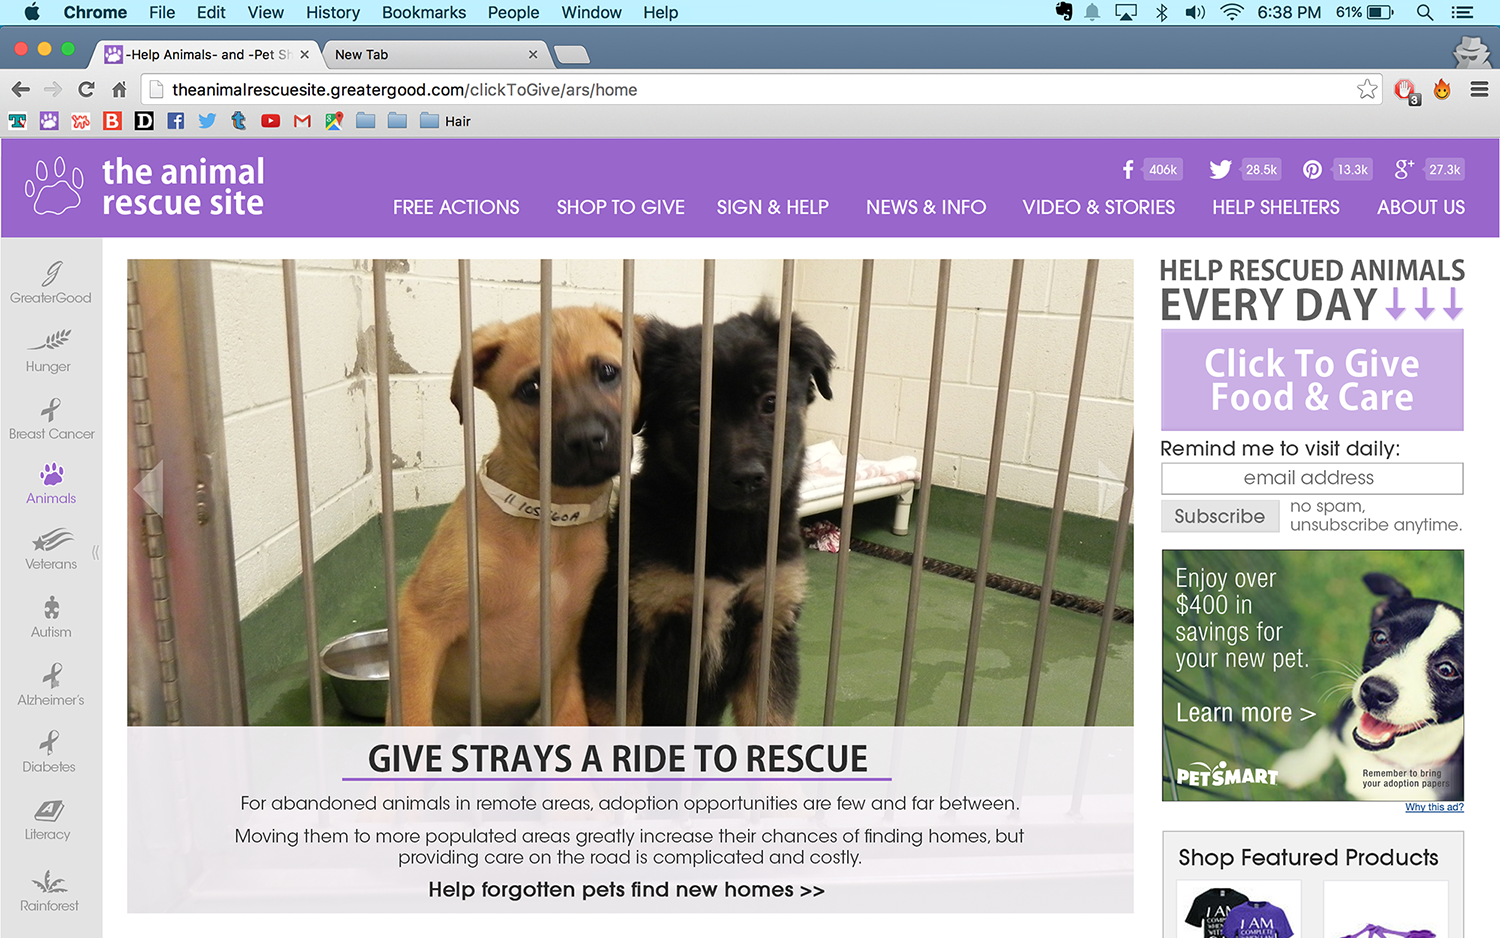 Chrome File Edit View History Bookmarks People Window Help 6:38 PM 61%
-Help Animals- and -Pet Sh New Tab
theanimalrescuesite.greatergood.com/clickToGive/ars/home
3
Hair
the animal
rescue site
406k 28.5k 13.3k 27.3k
FREE ACTIONS SHOP TO GIVE SIGN & HELP NEWS & INFO VIDEO & STORIES HELP SHELTERS ABOUT US
GreaterGood
Hunger
Breast Cancer
Animals
Veterans
Autism
Alzheimer's
Diabetes
Literacy
Rainforest
GIVE STRAYS A RIDE TO RESCUE
For abandoned animals in remote areas, adoption opportunities are few and far between.
Moving them to more populated areas greatly increase their chances of finding homes, but
providing care on the road is complicated and costly.
Help forgotten pets find new homes >>
HELP RESCUED ANIMALS
EVERY DAY
Click To Give
Food & Care
Remind me to visit daily:
email address
Subscribe
no spam,
unsubscribe anytime.
Enjoy over
$400 in
savings for
your new pet.
Learn more >
PETSMART
Remember to bring
your adoption papers
Why this ad?
Shop Featured Products
I AM
I AM
COMPLETE